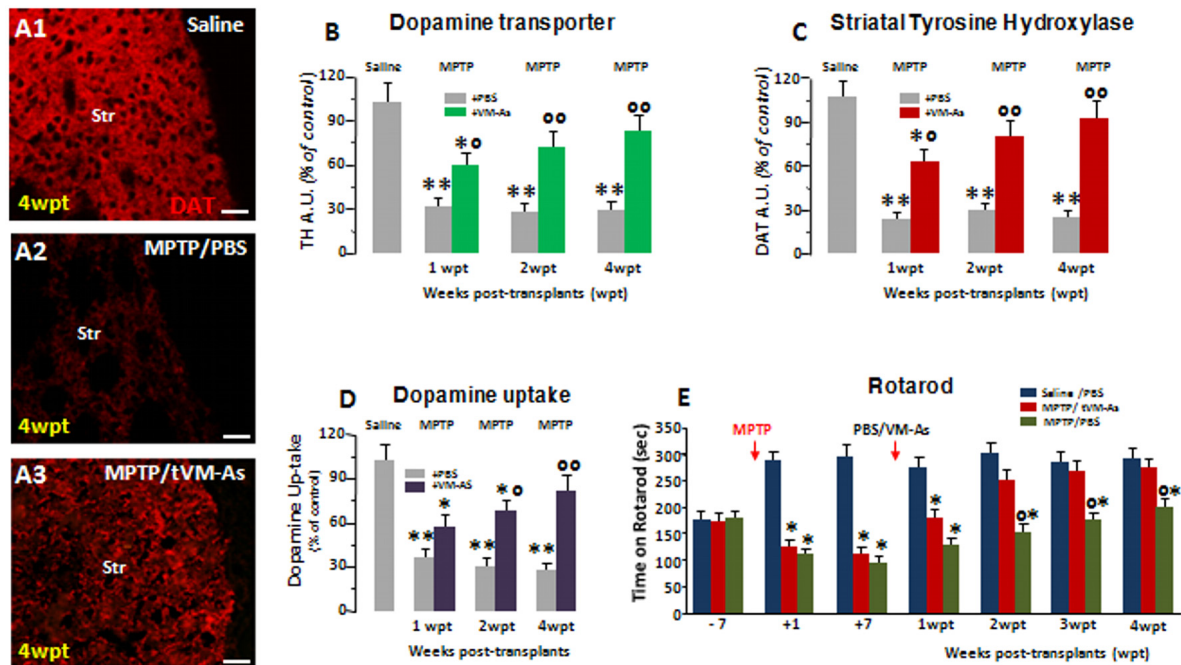 A1
Saline
Str
4wpt
DAT
A2
MPTP/PBS
Str
4wpt
A3
MPTP/tVM-As
Str
4wpt
B
Dopamine transporter
Saline MPTP MPTP MPTP
+PBS
+VM-As
TH A.U. (% of control)
120
90
60
30
0
** *o ** oo ** oo
1 wpt 2wpt 4wpt
Weeks post-transplants (wpt)
C
Striatal Tyrosine Hydroxylase
Saline MPTP MPTP MPTP
+PBS
+VM-As
DAT A.U. (% of control)
120
90
60
30
0
** *o ** oo ** oo
1wpt 2wpt 4wpt
Weeks post-transplants (wpt)
D
Dopamine uptake
Saline MPTP MPTP MPTP
+PBS
+VM-AS
Dopamine Up-take
(% of control)
120
90
60
30
0
** * ** *o ** oo
1 wpt 2wpt 4wpt
Weeks post-transplants
E
Rotarod
Saline /PBS
MPTP/ tVM-As
MPTP/PBS
MPTP
PBS/VM-As
Time on Rotarod (sec)
350
300
250
200
150
100
50
0
* * * * * * o* o* o*
- 7 +1 +7 1wpt 2wpt 3wpt 4wpt
Weeks post-transplants (wpt)